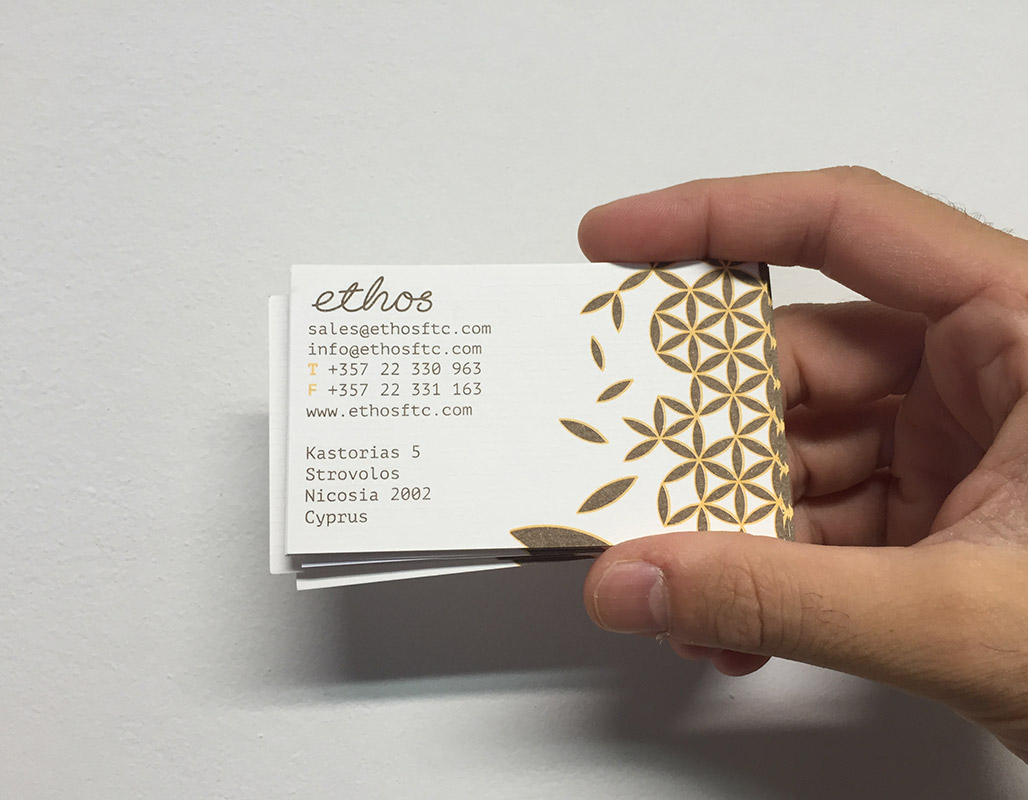 ethos
sales@ethosftc.com
info@ethosftc.com
T +357 22 330 963
F +357 22 331 163
www.ethosftc.com
Kastorias 5
Strovolos
Nicosia 2002
Cyprus